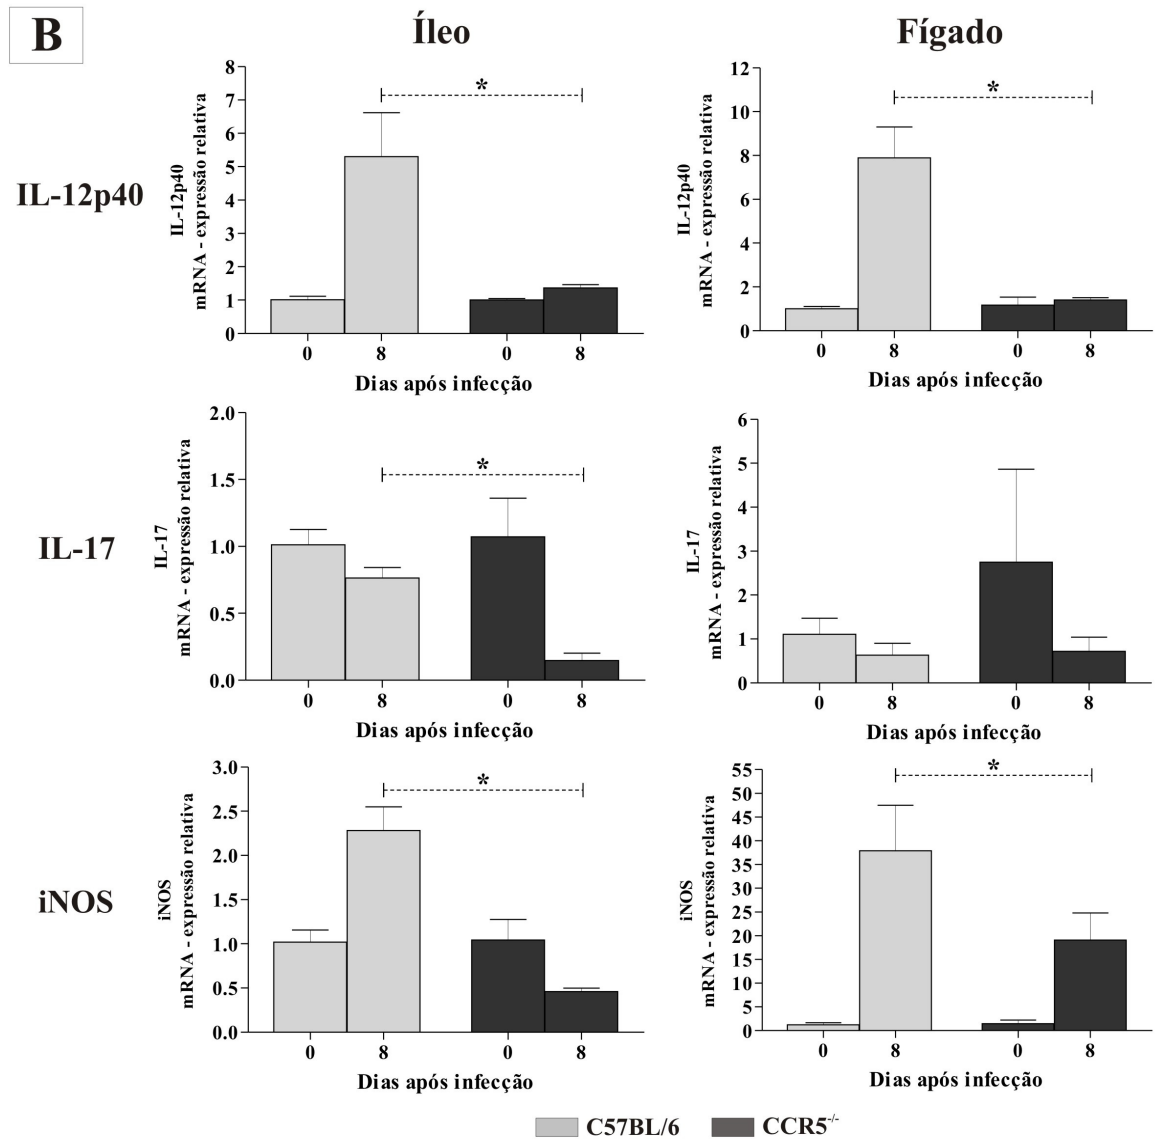 B
Íleo
Fígado
IL-12p40
IL-12p40
mRNA - expressão relativa
8
7
6
5
4
3
2
1
0
*
0 8 0 8
Dias após infecção
IL-12p40
mRNA - expressão relativa
12
10
8
6
4
2
0
*
0 8 0 8
Dias após infecção
IL-17
IL-17
mRNA - expressão relativa
2.0
1.5
1.0
0.5
0.0
*
0 8 0 8
Dias após infecção
IL-17
mRNA - expressão relativa
6
5
4
3
2
1
0
0 8 0 8
Dias após infecção
iNOS
iNOS
mRNA - expressão relativa
3.0
2.5
2.0
1.5
1.0
0.5
0.0
*
0 8 0 8
Dias após infecção
iNOS
mRNA - expressão relativa
55
50
45
40
35
30
25
20
15
10
5
0
*
0 8 0 8
Dias após infecção
C57BL/6 CCR5-/-